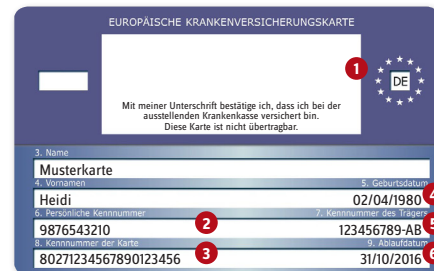 EUROPÄISCHE KRANKENVERSICHERUNGSKARTE
1
DE
Mit meiner Unterschrift bestätige ich, dass ich bei der
ausstellenden Krankenkasse versichert bin.
Diese Karte ist nicht übertragbar.
3. Name
Musterkarte
4. Vornamen 5. Geburtsdatum
Heidi 02/04/1980 4
6. Persönliche Kennnummer 7. Kennnummer des Trägers
9876543210 2 123456789-AB 5
8. Kennnummer der Karte 9. Ablaufdatum
80271234567890123456 3 31/10/2016 6